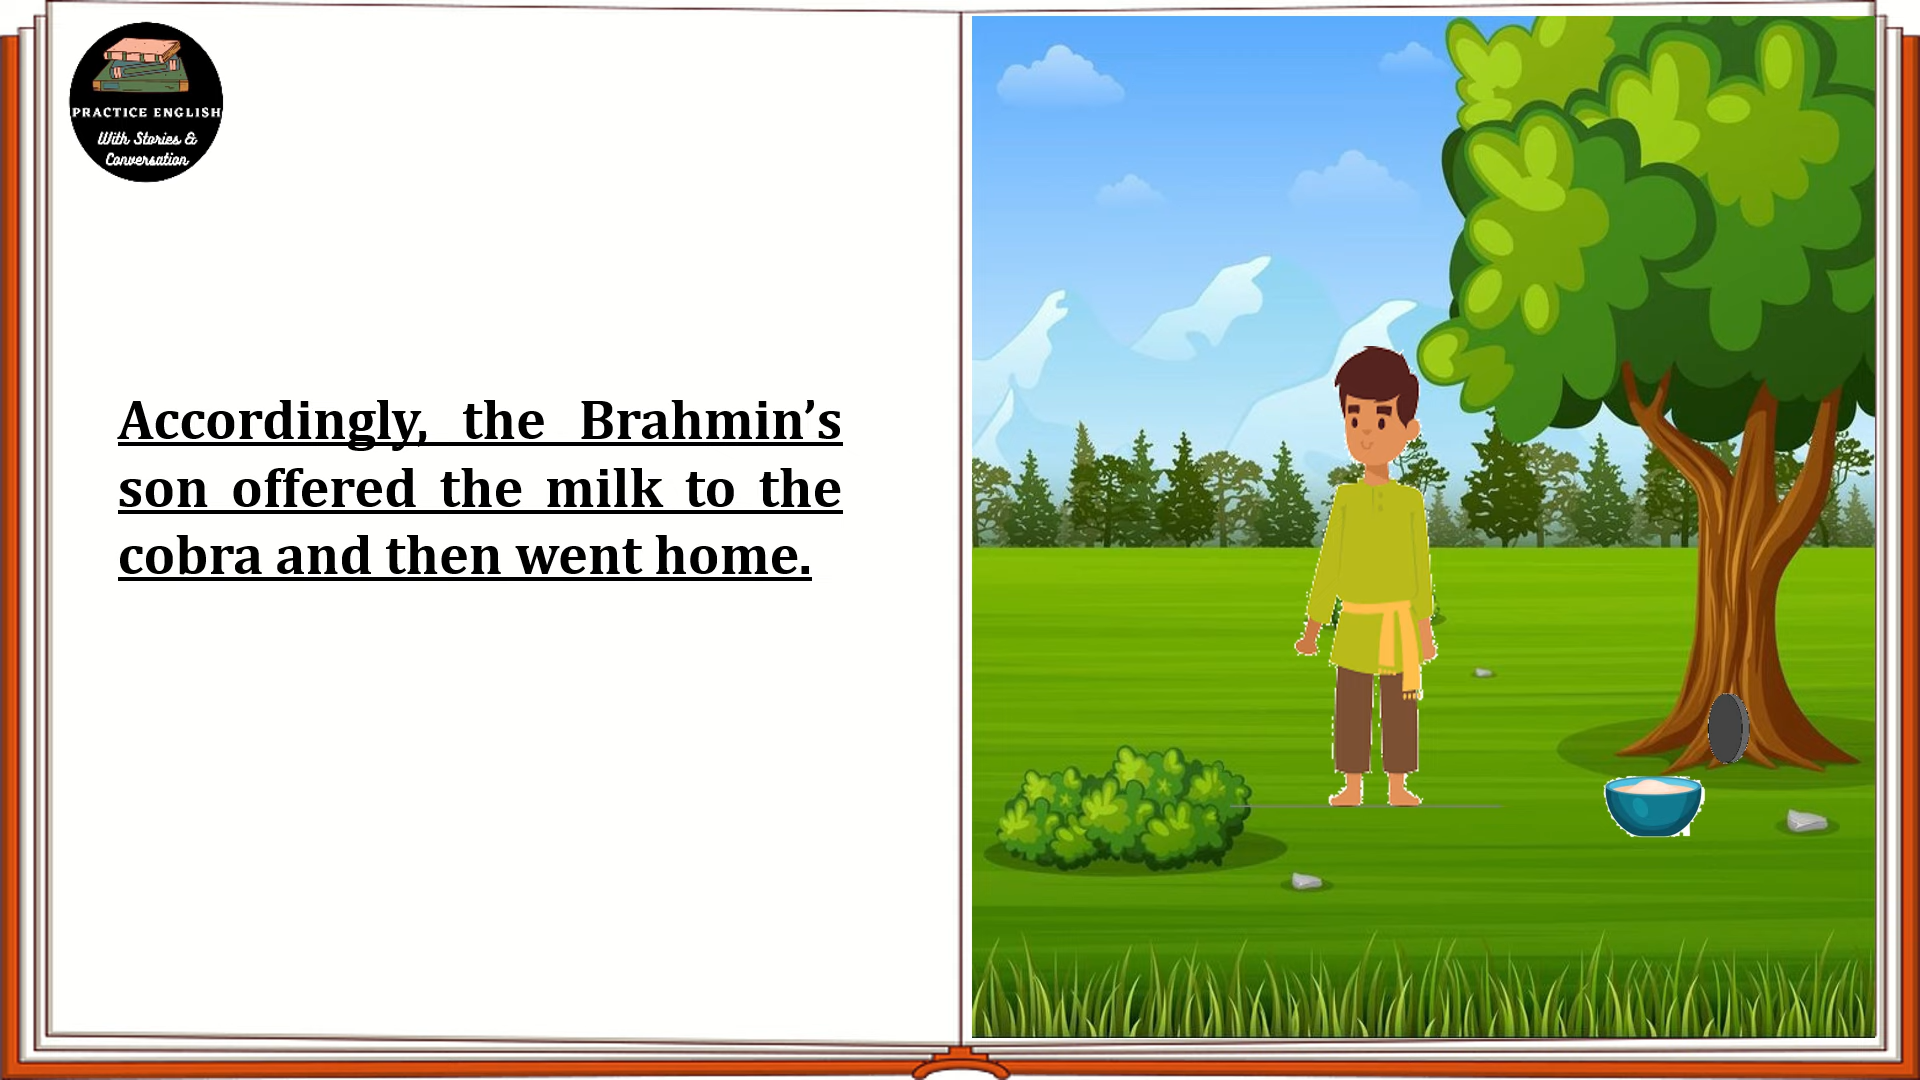 PRACTICE ENGLISH
With Stories &
Conversation
Accordingly, the Brahmin’s
son offered the milk to the
cobra and then went home.